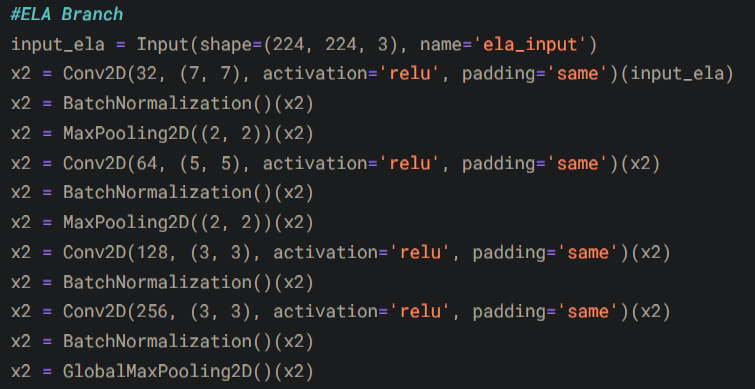 #ELA Branch
input_ela = Input(shape=(224, 224, 3), name='ela_input')
x2 = Conv2D(32, (7, 7), activation='relu', padding='same')(input_ela)
x2 = BatchNormalization()(x2)
x2 = MaxPooling2D((2, 2))(x2)
x2 = Conv2D(64, (5, 5), activation='relu', padding='same')(x2)
x2 = BatchNormalization()(x2)
x2 = MaxPooling2D((2, 2))(x2)
x2 = Conv2D(128, (3, 3), activation='relu', padding='same')(x2)
x2 = BatchNormalization()(x2)
x2 = Conv2D(256, (3, 3), activation='relu', padding='same')(x2)
x2 = BatchNormalization()(x2)
x2 = GlobalMaxPooling2D()(x2)